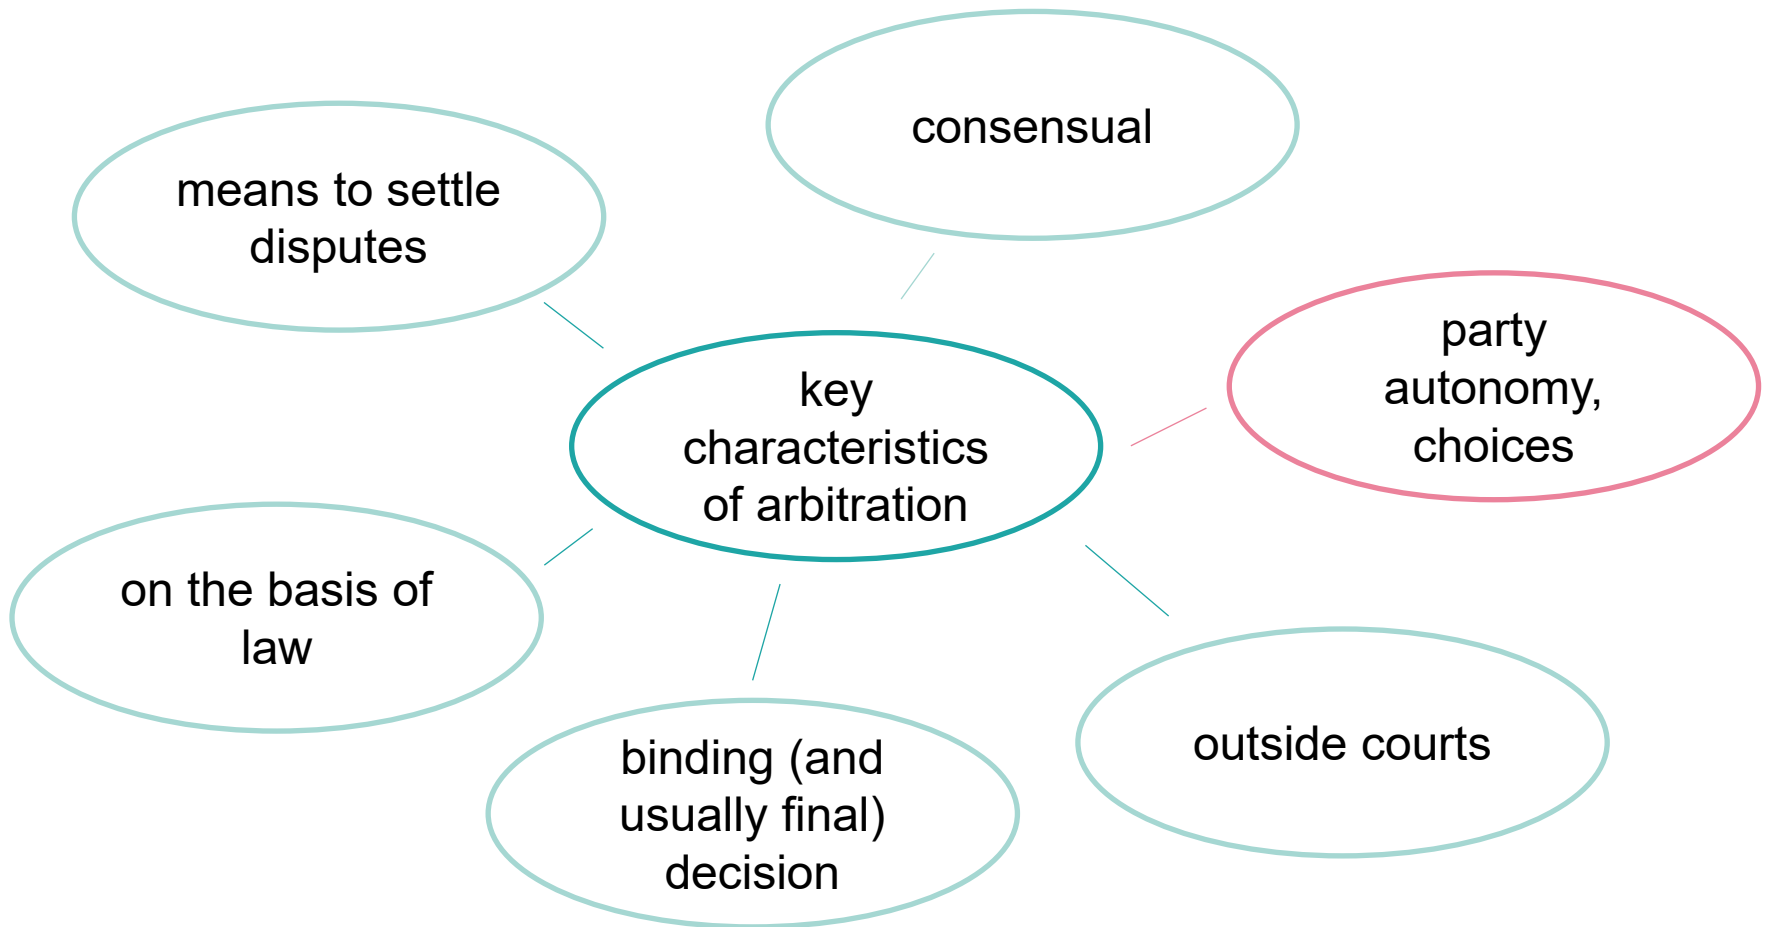 consensual
means to settle
disputes
party
autonomy,
choices
key
characteristics
of arbitration
on the basis of
law
outside courts
binding (and
usually final)
decision